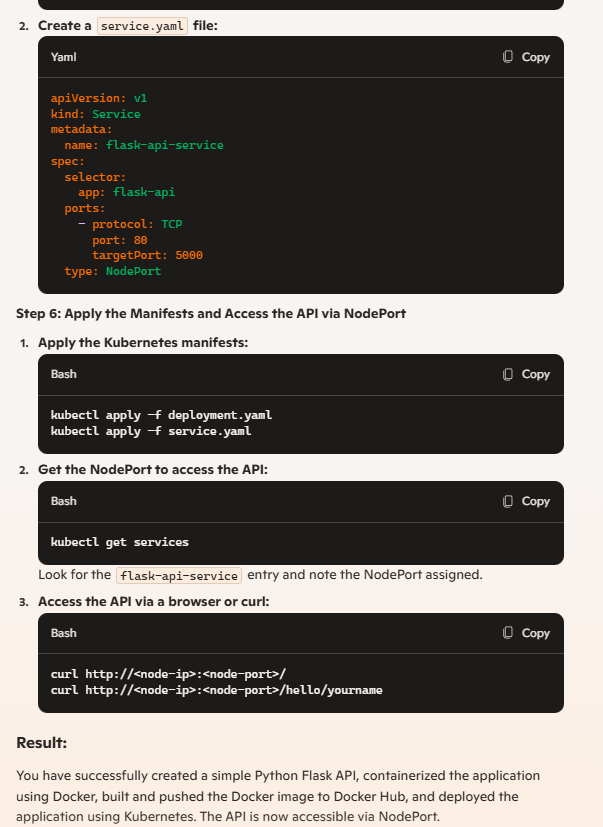 2. Create a service.yaml file:
Yaml
Copy
apiVersion: v1
kind: Service
metadata:
  name: flask-api-service
spec:
  selector:
    app: flask-api
  ports:
    - protocol: TCP
      port: 80
      targetPort: 5000
  type: NodePort
Step 6: Apply the Manifests and Access the API via NodePort
1. Apply the Kubernetes manifests:
Bash
Copy
kubectl apply -f deployment.yaml
kubectl apply -f service.yaml
2. Get the NodePort to access the API:
Bash
Copy
kubectl get services
Look for the flask-api-service entry and note the NodePort assigned.
3. Access the API via a browser or curl:
Bash
Copy
curl http://<node-ip>:<node-port>/
curl http://<node-ip>:<node-port>/hello/yourname
Result:
You have successfully created a simple Python Flask API, containerized the application
using Docker, built and pushed the Docker image to Docker Hub, and deployed the
application using Kubernetes. The API is now accessible via NodePort.